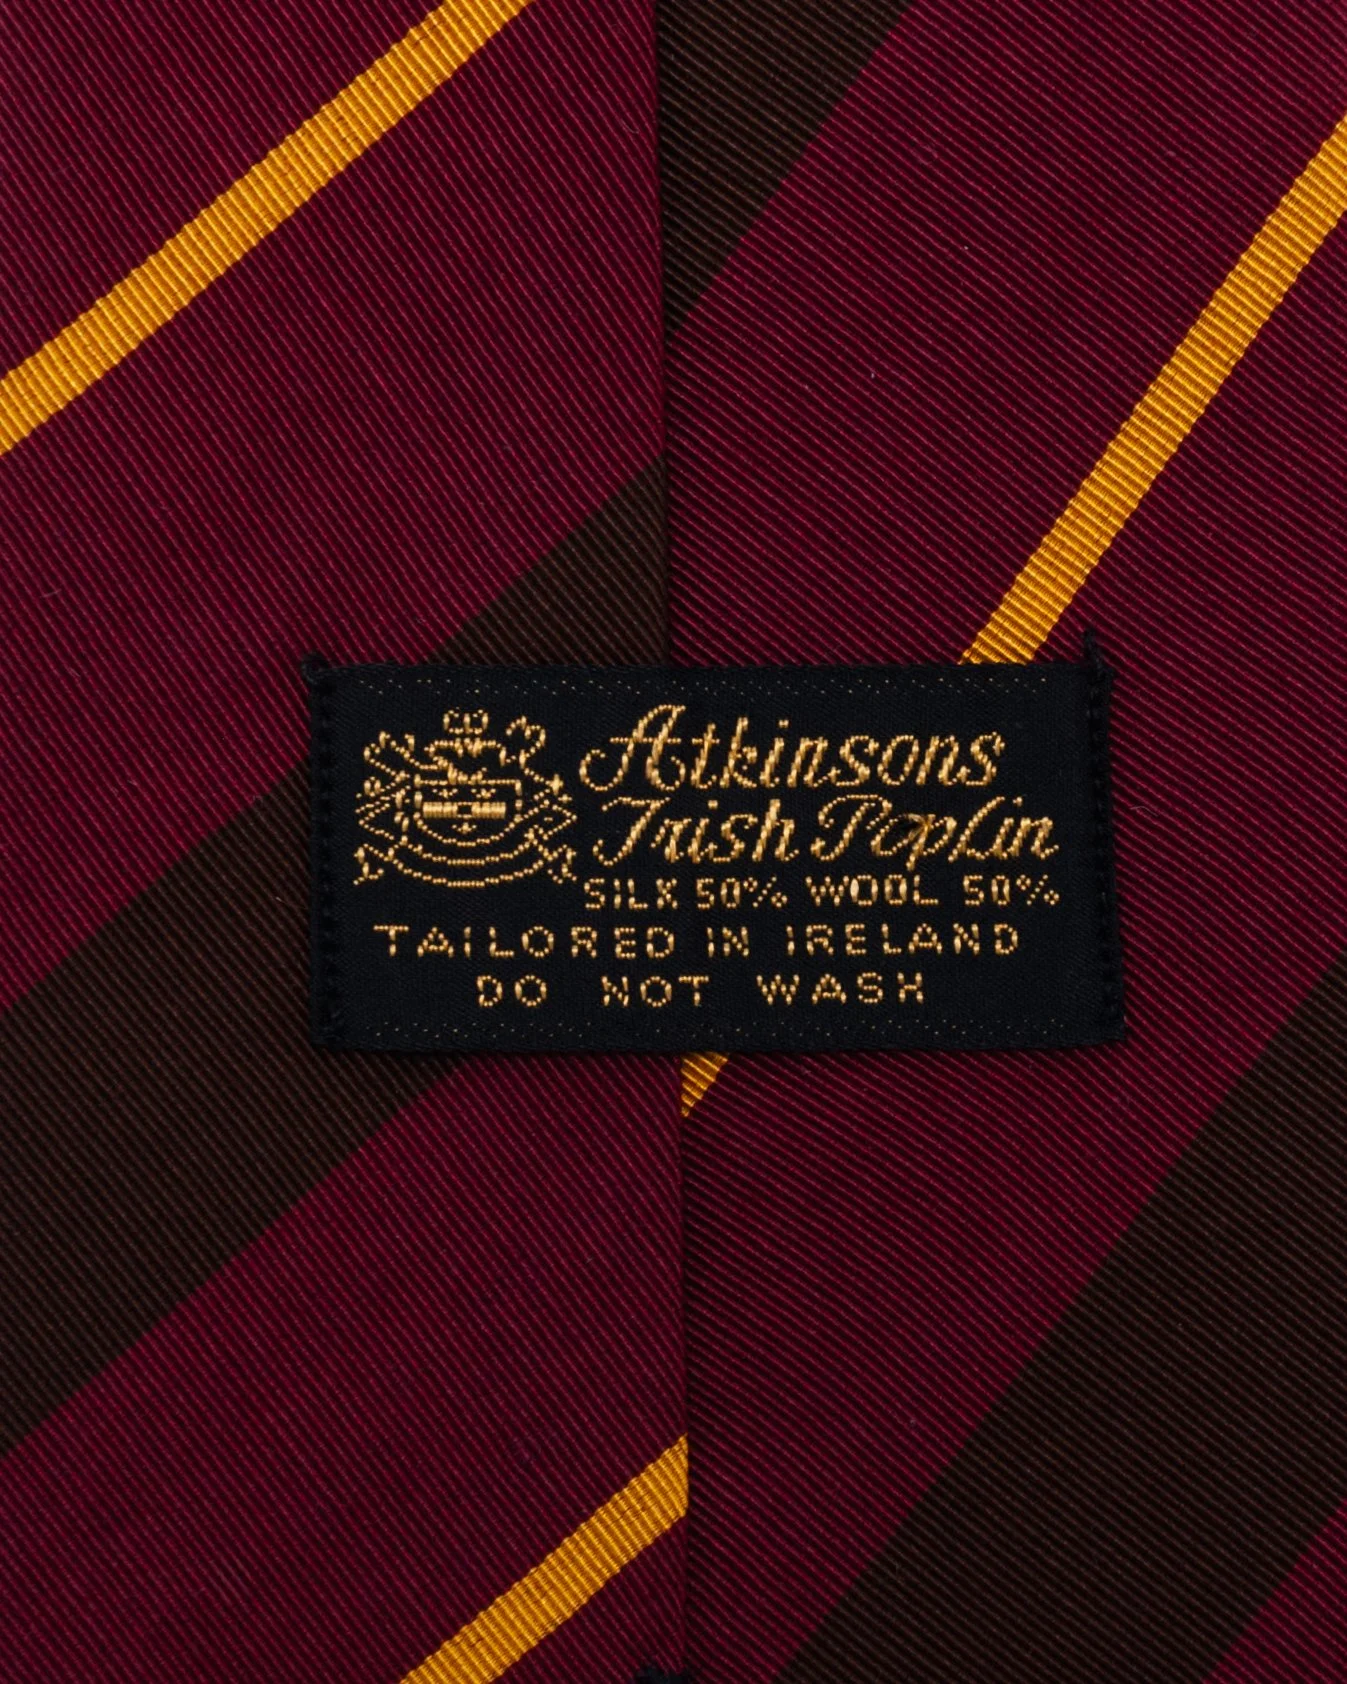 Atkinsons
Irish Poplin
SILK 50% WOOL 50%
TAILORED IN IRELAND
DO NOT WASH